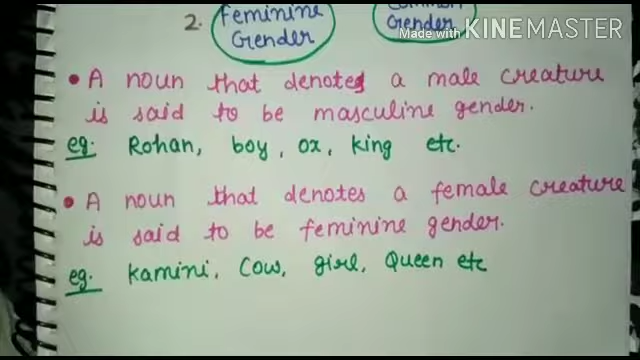 2. Feminine Gender
Common Gender
Made with KINEMASTER
• A noun that denotes a male creature
is said to be masculine gender.
eg. Rohan, boy, ox, king etc.
• A noun that denotes a female creature
is said to be feminine gender.
eg. Kamini, Cow, girl, Queen etc